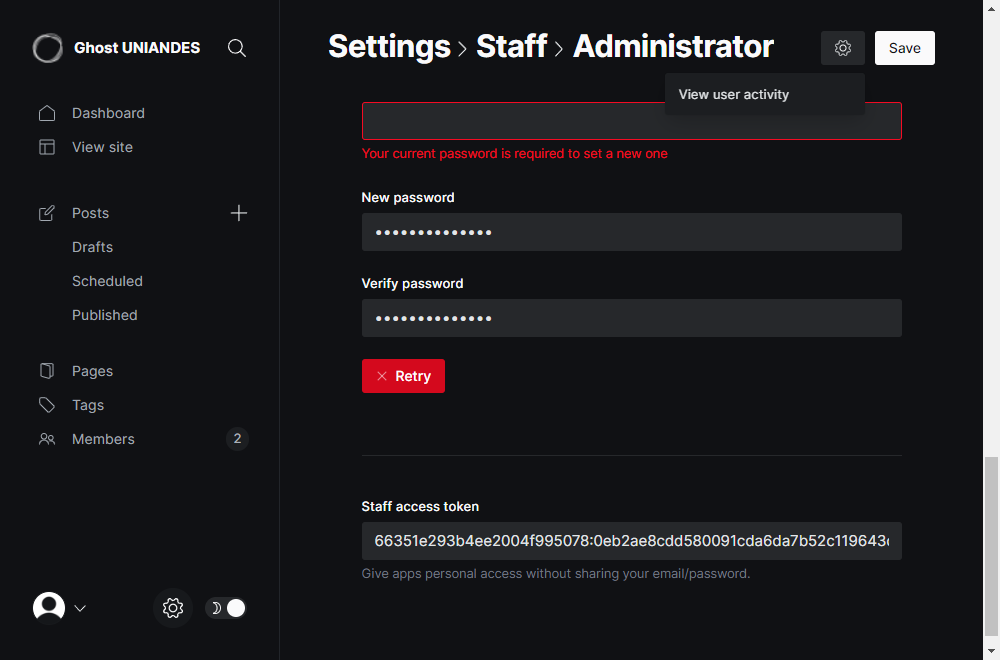 Ghost UNIANDES
Dashboard
View site
Posts
Drafts
Scheduled
Published
Pages
Tags
Members 2
Settings > Staff > Administrator
Save
View user activity
Your current password is required to set a new one
New password
••••••••••••••
Verify password
••••••••••••••
Retry
Staff access token
66351e293b4ee2004f995078:0eb2ae8cdd580091cda6da7b52c119643
Give apps personal access without sharing your email/password.